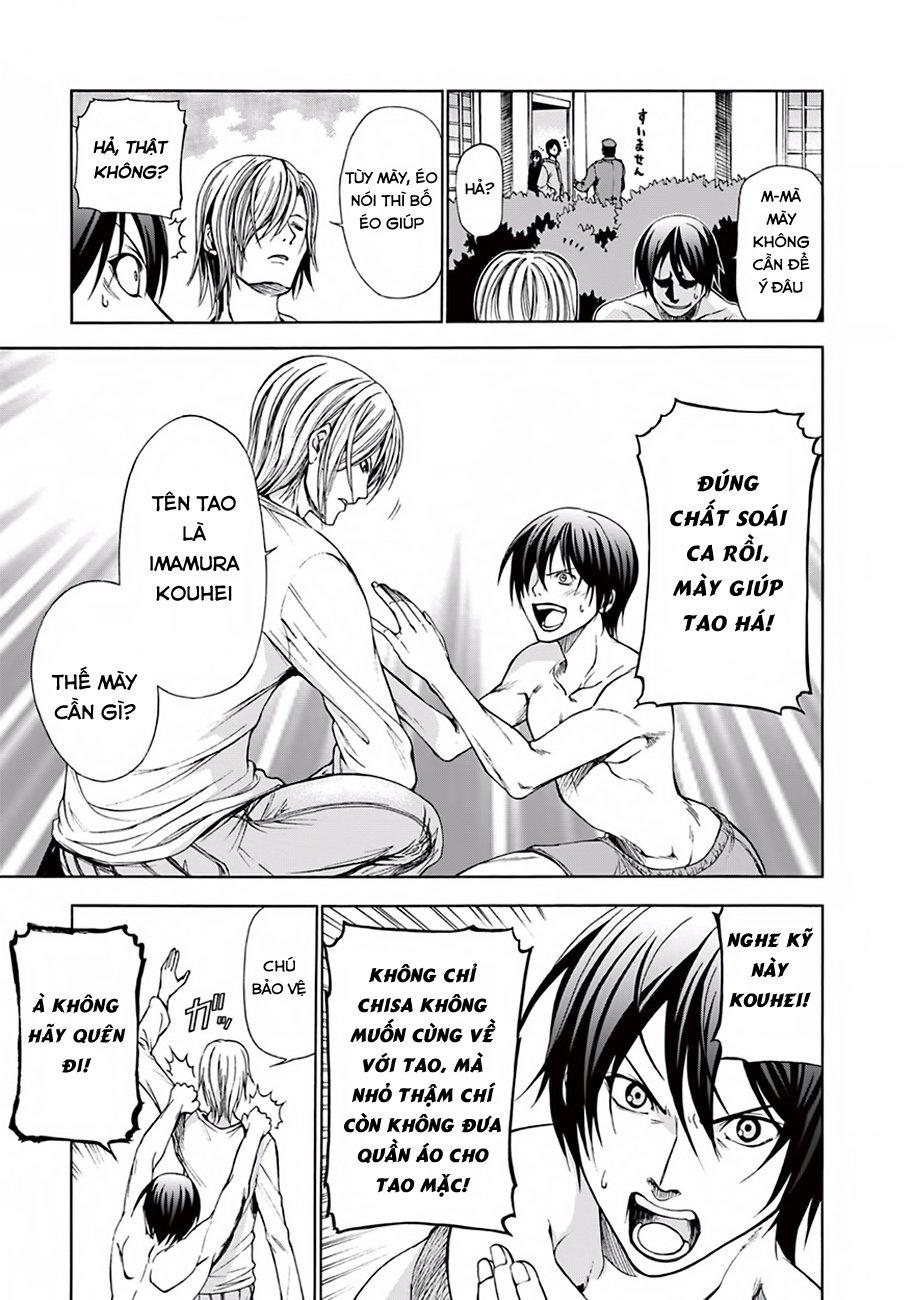 すいません
M-MÀ
MÀY
KHÔNG
CẦN ĐỂ
Ý ĐÂU
HẢ?
TÙY MÀY, ÉO
NÓI THÌ BỐ
ÉO GIÚP
HẢ, THẬT
KHÔNG?
ĐÚNG
CHẤT SOÁI
CA RỒI,
MÀY GIÚP
TAO HÁ!
TÊN TAO
LÀ
IMAMURA
KOUHEI
THẾ MÀY
CẦN GÌ?
NGHE KỸ
NÀY
KOUHEI!
KHÔNG CHỈ
CHISA KHÔNG
MUỐN CÙNG VỀ
VỚI TAO, MÀ
NHỎ THẬM CHÍ
CÒN KHÔNG ĐƯA
QUẦN ÁO CHO
TAO MẶC!
CHÚ
BẢO VỆ
ガッ
À KHÔNG
HÃY QUÊN
ĐI!